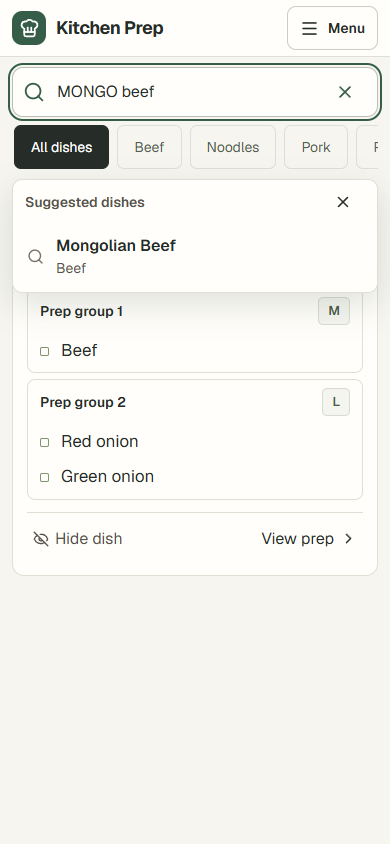 Kitchen Prep
Menu
MONGO beef
All dishes
Beef
Noodles
Pork
Suggested dishes
Mongolian Beef
Beef
Prep group 1
M
Beef
Prep group 2
L
Red onion
Green onion
Hide dish
View prep